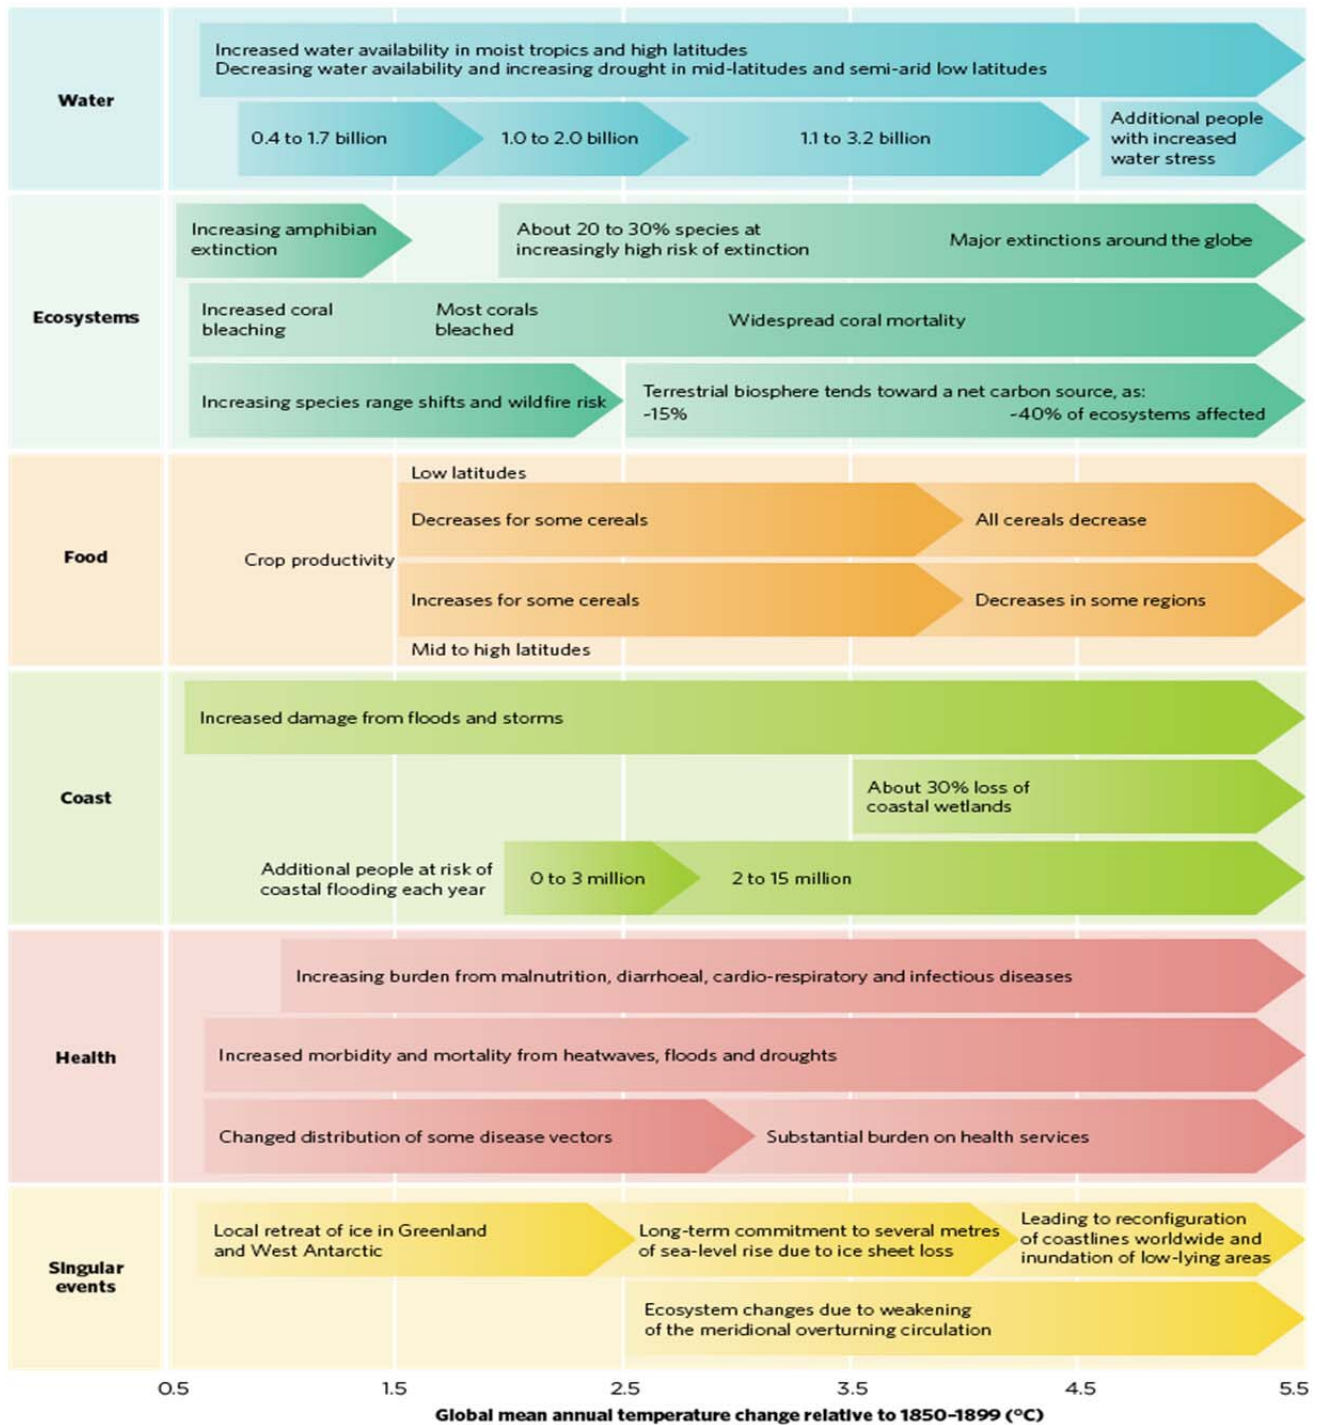 Water
Increased water availability in moist tropics and high latitudes
Decreasing water availability and increasing drought in mid-latitudes and semi-arid low latitudes
0.4 to 1.7 billion
1.0 to 2.0 billion
1.1 to 3.2 billion
Additional people
with increased
water stress
Ecosystems
Increasing amphibian
extinction
About 20 to 30% species at
increasingly high risk of extinction
Major extinctions around the globe
Increased coral
bleaching
Most corals
bleached
Widespread coral mortality
Increasing species range shifts and wildfire risk
Terrestrial biosphere tends toward a net carbon source, as:
~15%
~40% of ecosystems affected
Food
Crop productivity
Low latitudes
Decreases for some cereals
All cereals decrease
Increases for some cereals
Decreases in some regions
Mid to high latitudes
Coast
Increased damage from floods and storms
About 30% loss of
coastal wetlands
Additional people at risk of
coastal flooding each year
0 to 3 million
2 to 15 million
Health
Increasing burden from malnutrition, diarrhoeal, cardio-respiratory and infectious diseases
Increased morbidity and mortality from heatwaves, floods and droughts
Changed distribution of some disease vectors
Substantial burden on health services
Singular
events
Local retreat of ice in Greenland
and West Antarctic
Long-term commitment to several metres
of sea-level rise due to ice sheet loss
Leading to reconfiguration
of coastlines worldwide and
inundation of low-lying areas
Ecosystem changes due to weakening
of the meridional overturning circulation
0.5 1.5 2.5 3.5 4.5 5.5
Global mean annual temperature change relative to 1850–1899 (°C)